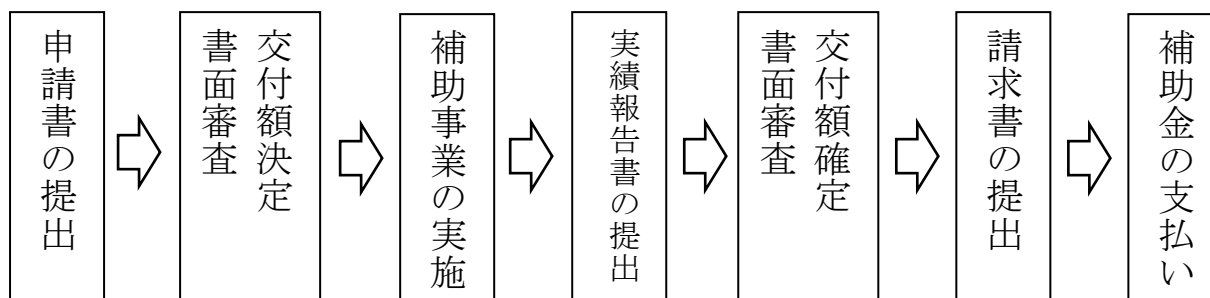 申請書の提出
交付額決定
書面審査
補助事業の実施
実績報告書の提出
交付額確定
書面審査
請求書の提出
補助金の支払い